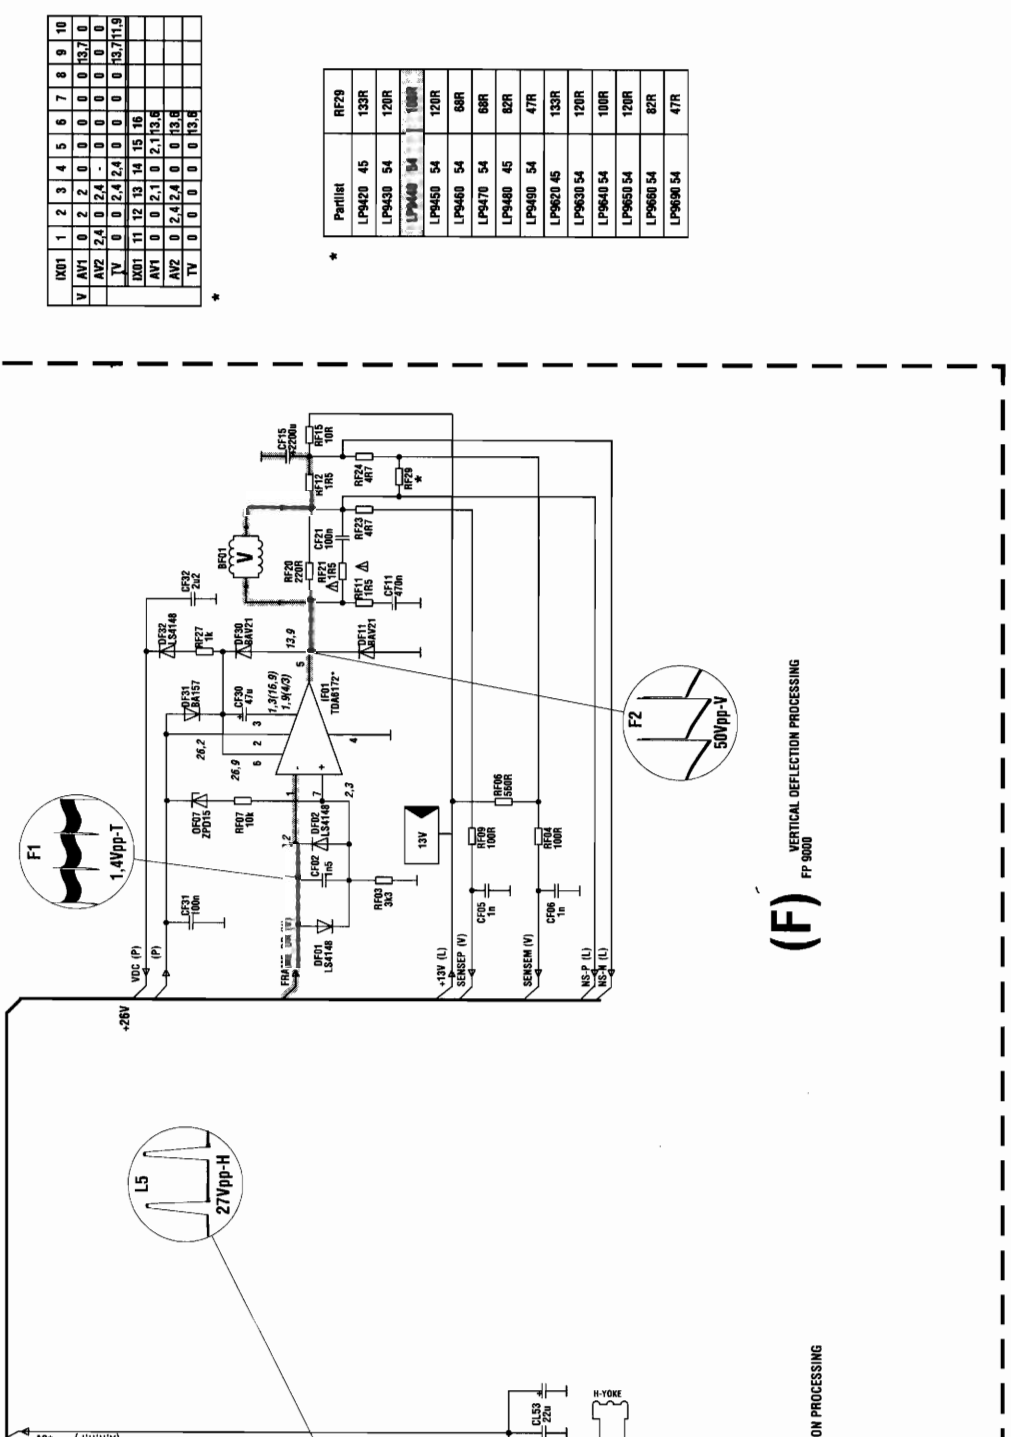 IX01 1 2 3 4 5 6 7 8 9 10
V AV1 0 2 2 0 0 0 0 0 13,7 0
AV2 2,4 0 2,4 - 0 0 0 0 0 0
TV 0 0 2,4 2,4 0 0 0 0 13,7 11,9
IX01 11 12 13 14 15 16
AV1 0 0 2,1 0 2,1 13,6
AV2 0 2,4 2,4 0 0 13,6
TV 0 0 0 0 0 13,6
*
Partlist RF29
LP9420 45 133R
LP9430 54 120R
LP9440 54 100R
LP9450 54 120R
LP9460 54 68R
LP9470 54 68R
LP9480 45 82R
LP9490 54 47R
LP9620 45 133R
LP9630 54 120R
LP9640 54 100R
LP9650 54 120R
LP9660 54 82R
LP9690 54 47R
*
+26V
VDC (P)
(P)
CF31
100n
F1
1,4Vpp-T
DF07
ZPD15
RF07
10k
26,2
26,9
DF31
BA157
CF30
47u
DF32
LS4148
RF27
1k
DF30
BAV21
CF32
2u2
BF01
V
CF15
+2200u
RF15
10R
RF12
1R5
RF24
4R7
RF29
*
CF21
100n
RF23
4R7
RF20
220R
RF21
1R5
RF11
1R5
CF11
470n
DF11
BAV21
13,9
5
1,3(16,9)
1,9(4/3)
IF01
TDA8172*
3
2
6
4
1
-
+
7
2,3
1,2
DF02
LS4148
CF02
1n5
DF01
LS4148
RF03
3k3
13V
+13V (L)
SENSEP (V)
SENSEM (V)
NS-P (L)
NS-N (L)
CF05
1n
RF09
100R
CF06
1n
RF04
100R
RF06
560R
F2
50Vpp-V
(F)
VERTICAL DEFLECTION PROCESSING
FP 9000
L5
27Vpp-H
CL53
22u
H-YOKE
ON PROCESSING